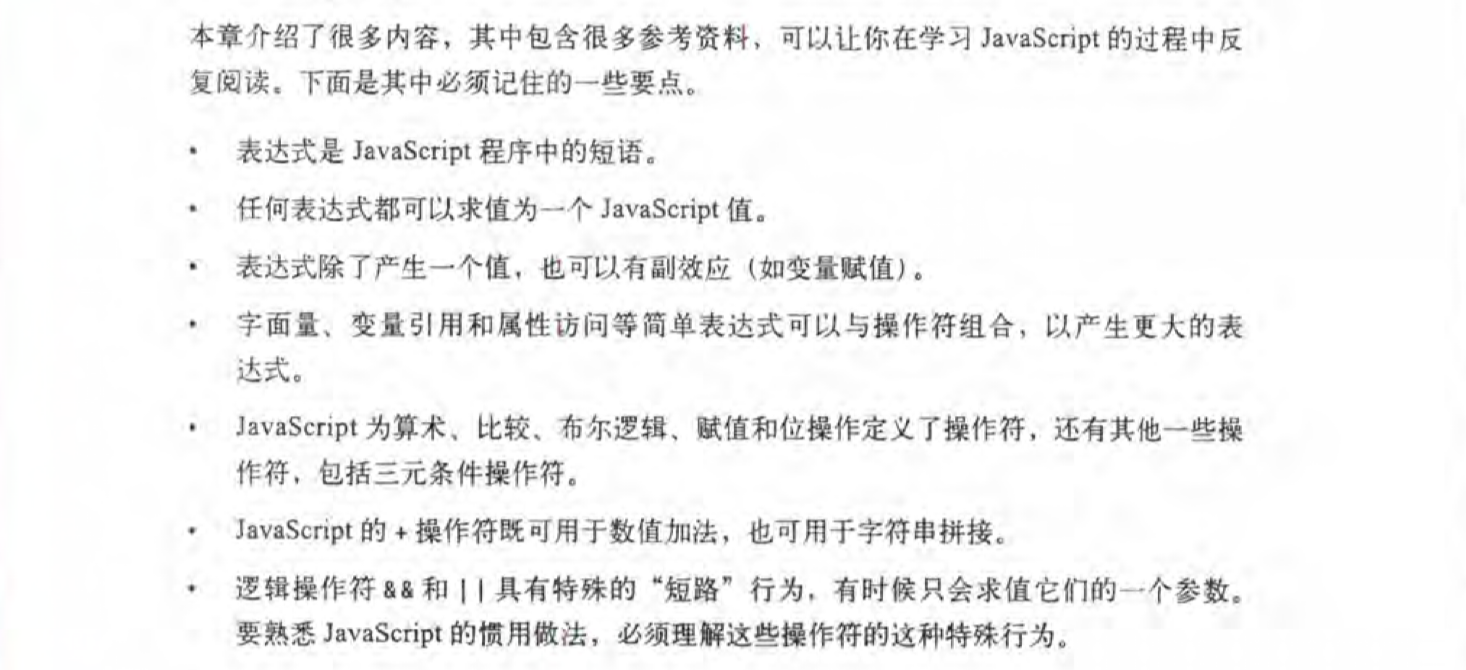 本章介绍了很多内容，其中包含很多参考资料，可以让你在学习 JavaScript 的过程中反
复阅读。下面是其中必须记住的一些要点。
• 表达式是 JavaScript 程序中的短语。
• 任何表达式都可以求值为一个 JavaScript 值。
• 表达式除了产生一个值，也可以有副效应（如变量赋值）。
• 字面量、变量引用和属性访问等简单表达式可以与操作符组合，以产生更大的表
达式。
• JavaScript 为算术、比较、布尔逻辑、赋值和位操作定义了操作符，还有其他一些操
作符，包括三元条件操作符。
• JavaScript 的 + 操作符既可用于数值加法，也可用于字符串拼接。
• 逻辑操作符 && 和 || 具有特殊的“短路”行为，有时候只会求值它们的一个参数。
要熟悉 JavaScript 的惯用做法，必须理解这些操作符的这种特殊行为。